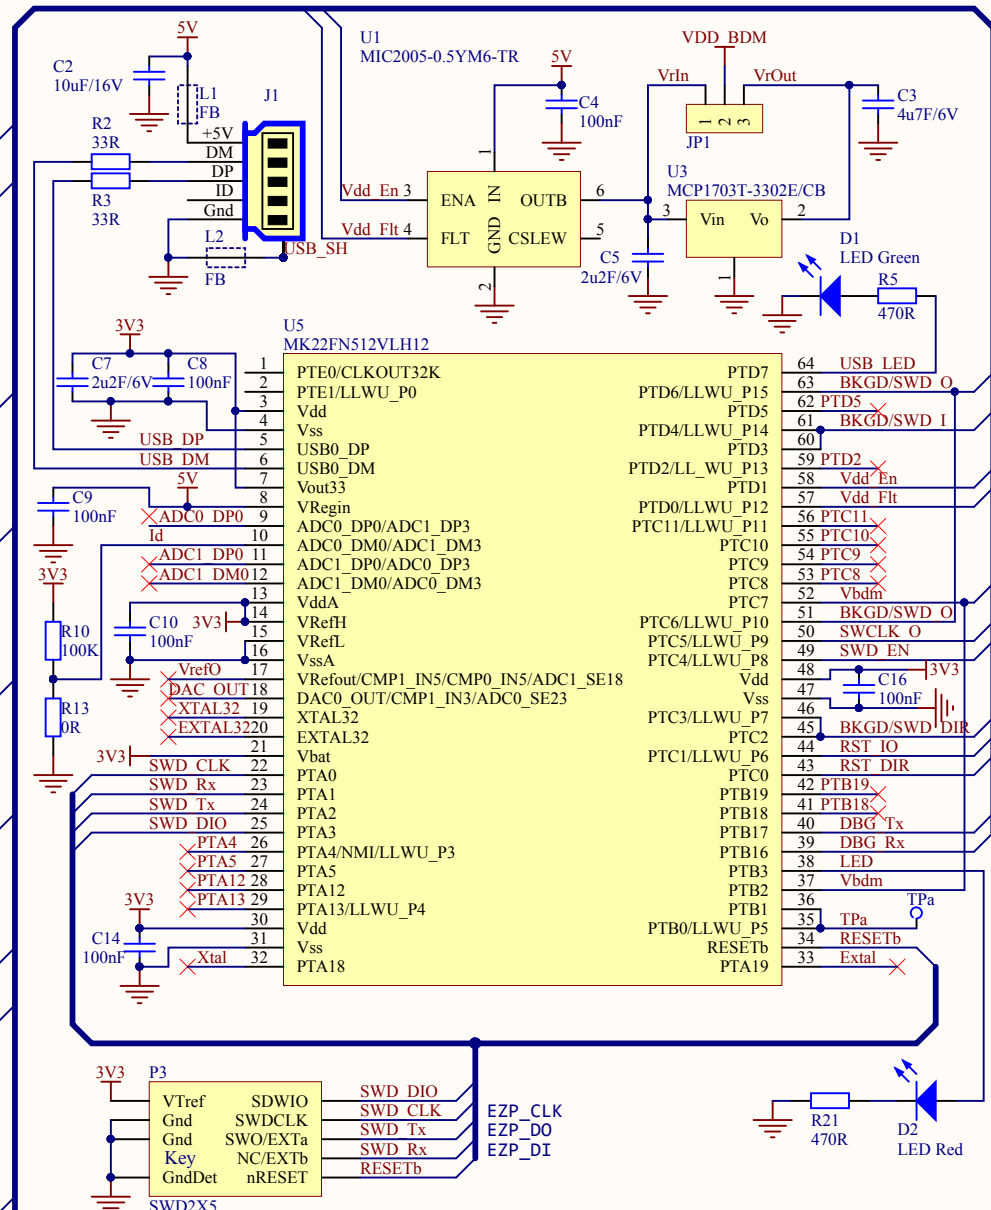 5V
C2
10uF/16V
L1
FB
J1
+5V
DM
DP
ID
Gnd
R2
33R
R3
33R
L2
FB
USB_SH
U1
MIC2005-0.5YM6-TR
5V
C4
100nF
1
Vdd_En 3
Vdd_Flt 4
ENA
FLT
IN
GND
OUTB
CSLEW
6
5
2
C5
2u2F/6V
VDD_BDM
VrIn
VrOut
1 2 3
JP1
C3
4u7F/6V
U3
MCP1703T-3302E/CB
3
Vin
Vo
2
1
D1
LED Green
R5
470R
3V3
C7
2u2F/6V
C8
100nF
USB_DP
USB_DM
5V
C9
100nF
ADC0_DP0
Id
ADC1_DP0
ADC1_DM0
3V3
R10
100K
R13
0R
C10
100nF
3V3
VrefO
DAC_OUT
XTAL32
EXTAL32
3V3
SWD_CLK
SWD_Rx
SWD_Tx
SWD_DIO
PTA4
PTA5
PTA12
PTA13
3V3
C14
100nF
Xtal
U5
MK22FN512VLH12
1 PTE0/CLKOUT32K
2 PTE1/LLWU_P0
3 Vdd
4 Vss
5 USB0_DP
6 USB0_DM
7 Vout33
8 VRegin
9 ADC0_DP0/ADC1_DP3
10 ADC0_DM0/ADC1_DM3
11 ADC1_DP0/ADC0_DP3
12 ADC1_DM0/ADC0_DM3
13 VddA
14 VRefH
15 VRefL
16 VssA
17 VRefout/CMP1_IN5/CMP0_IN5/ADC1_SE18
18 DAC0_OUT/CMP1_IN3/ADC0_SE23
19 XTAL32
20 EXTAL32
21 Vbat
22 PTA0
23 PTA1
24 PTA2
25 PTA3
26 PTA4/NMI/LLWU_P3
27 PTA5
28 PTA12
29 PTA13/LLWU_P4
30 Vdd
31 Vss
32 PTA18
PTD7 64 USB_LED
PTD6/LLWU_P15 63 BKGD/SWD_O
PTD5 62 PTD5
PTD4/LLWU_P14 61 BKGD/SWD_I
PTD3 60
PTD2/LL_WU_P13 59 PTD2
PTD1 58 Vdd_En
PTD0/LLWU_P12 57 Vdd_Flt
PTC11/LLWU_P11 56 PTC11
PTC10 55 PTC10
PTC9 54 PTC9
PTC8 53 PTC8
PTC7 52 Vbdm
PTC6/LLWU_P10 51 BKGD/SWD_O
PTC5/LLWU_P9 50 SWCLK_O
PTC4/LLWU_P8 49 SWD_EN
Vdd 48
Vss 47
3V3
C16
100nF
PTC3/LLWU_P7 46
PTC2 45 BKGD/SWD_DIR
PTC1/LLWU_P6 44 RST_IO
PTC0 43 RST_DIR
PTB19 42 PTB19
PTB18 41 PTB18
PTB17 40 DBG_Tx
PTB16 39 DBG_Rx
PTB3 38 LED
PTB2 37 Vbdm
PTB1 36
PTB0/LLWU_P5 35 TPa
TPa
RESETb 34 RESETb
PTA19 33 Extal
3V3
P3
VTref
Gnd
Gnd
Key
GndDet
SDWIO
SWDCLK
SWO/EXTa
NC/EXTb
nRESET
SWD2X5
SWD_DIO
SWD_CLK
SWD_Tx
SWD_Rx
RESETb
EZP_CLK
EZP_DO
EZP_DI
R21
470R
D2
LED Red